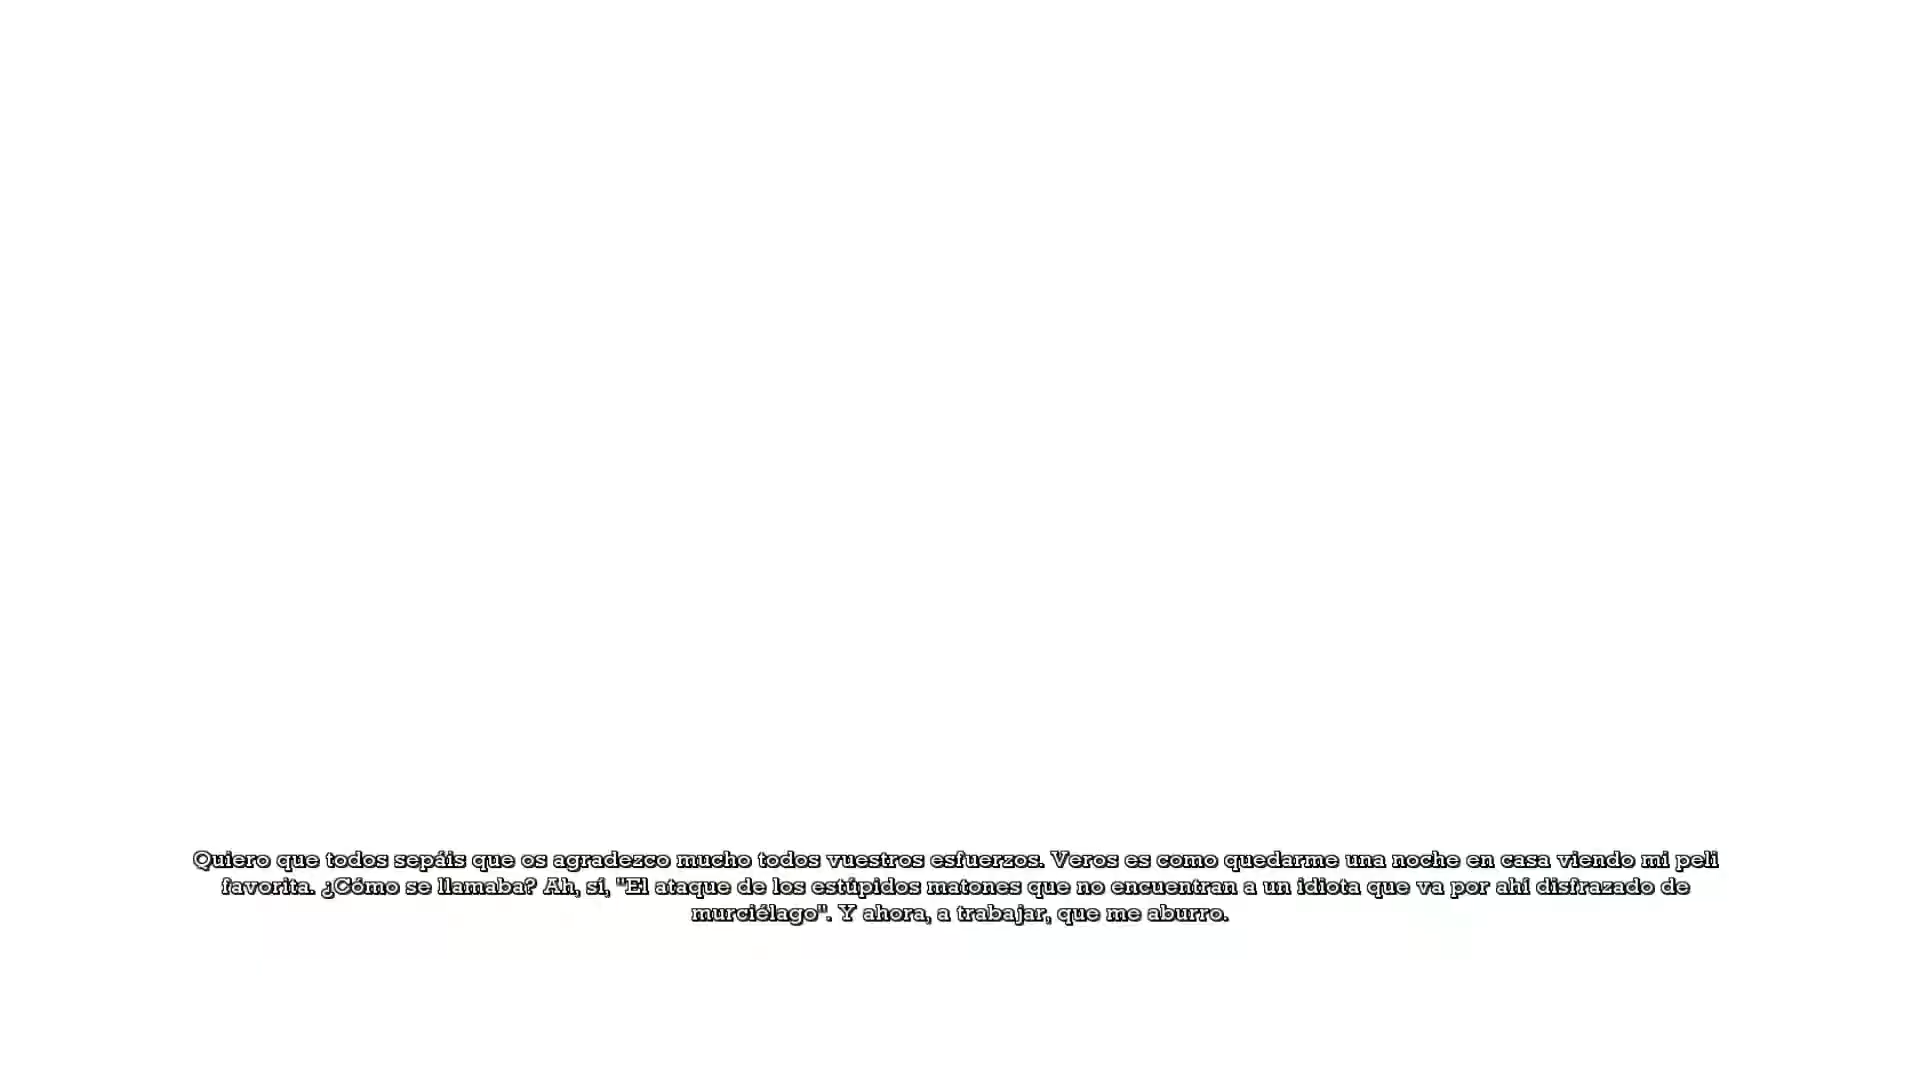 Quiero que todos sepáis que os agradezco mucho todos vuestros esfuerzos. Veros es como quedarme una noche en casa viendo mi peli
favorita. ¿Cómo se llamaba? Ah, sí, "El ataque de los estúpidos matones que no encuentran a un idiota que va por ahí disfrazado de
murciélago". Y ahora, a trabajar, que me aburro.